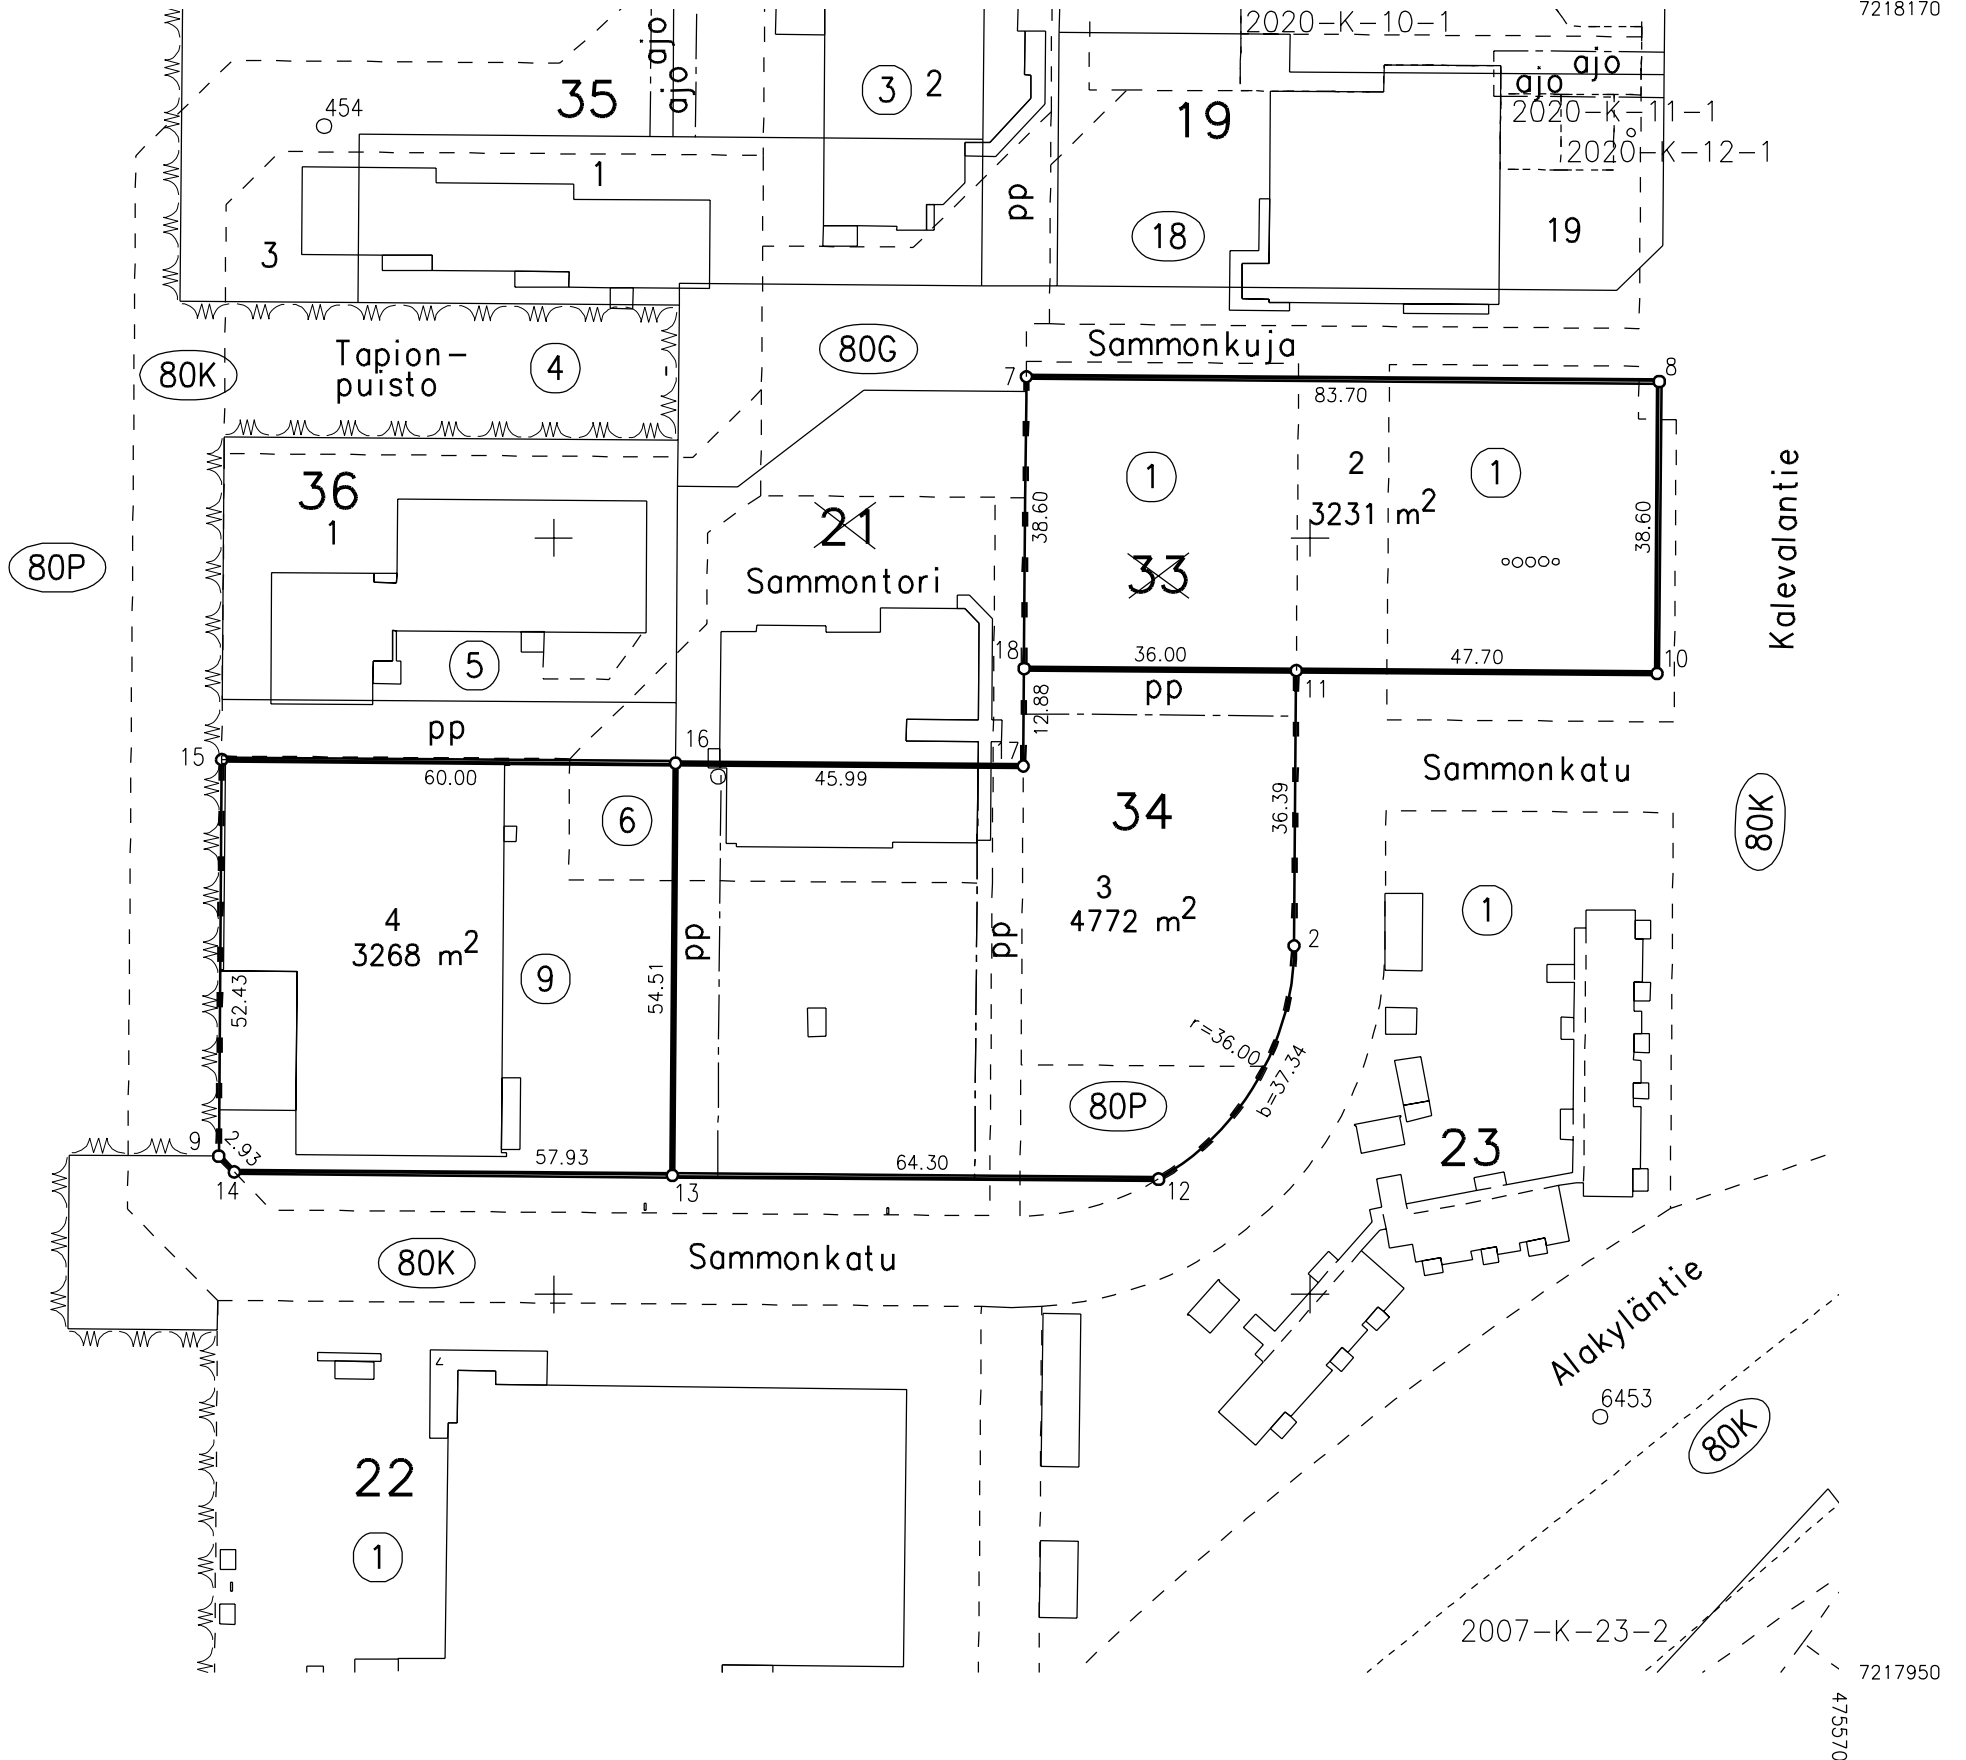 7218170
2020-K-10-1
ajo
ajo
ajo
ajo
35
3
2
454
19
2020-K-11-1
2020-K-12-1
1
pp
3
18
19
Tapion-
puisto
4
80K
80G
Sammonkuja
7
8
83.70
36
1
1
2
1
3231 m2
Kalevalantie
21
38.60
38.60
80P
Sammontori
33
5
18
36.00
47.70
10
pp
11
12.88
pp
15
16
17
60.00
45.99
Sammonkatu
6
34
36.39
80K
4
3268 m2
3
4772 m2
1
pp
pp
2
9
52.43
54.51
r=36.00
b=37.34
80P
23
9
2.93
57.93
64.30
14
13
12
80K
Sammonkatu
Alakyläntie
6453
80K
22
1
2007-K-23-2
7217950
475570